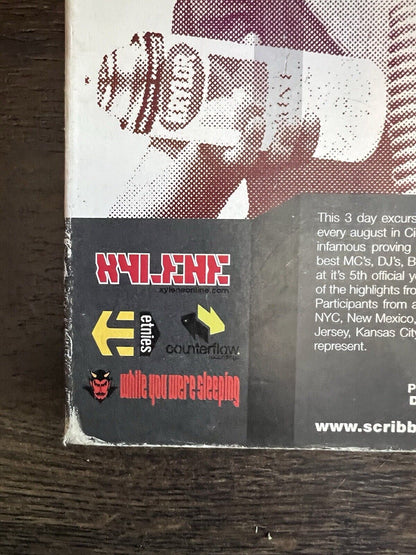 This 3 day excurs
every august in Ci
infamous proving
best MC's, DJ's, B
at it's 5th official y
of the highlights fro
Participants from a
NYC, New Mexico,
Jersey, Kansas City
represent.
XYLENE
xyleneonline.com
etnies
counterflow
while you were sleeping
P
D
www.scribb